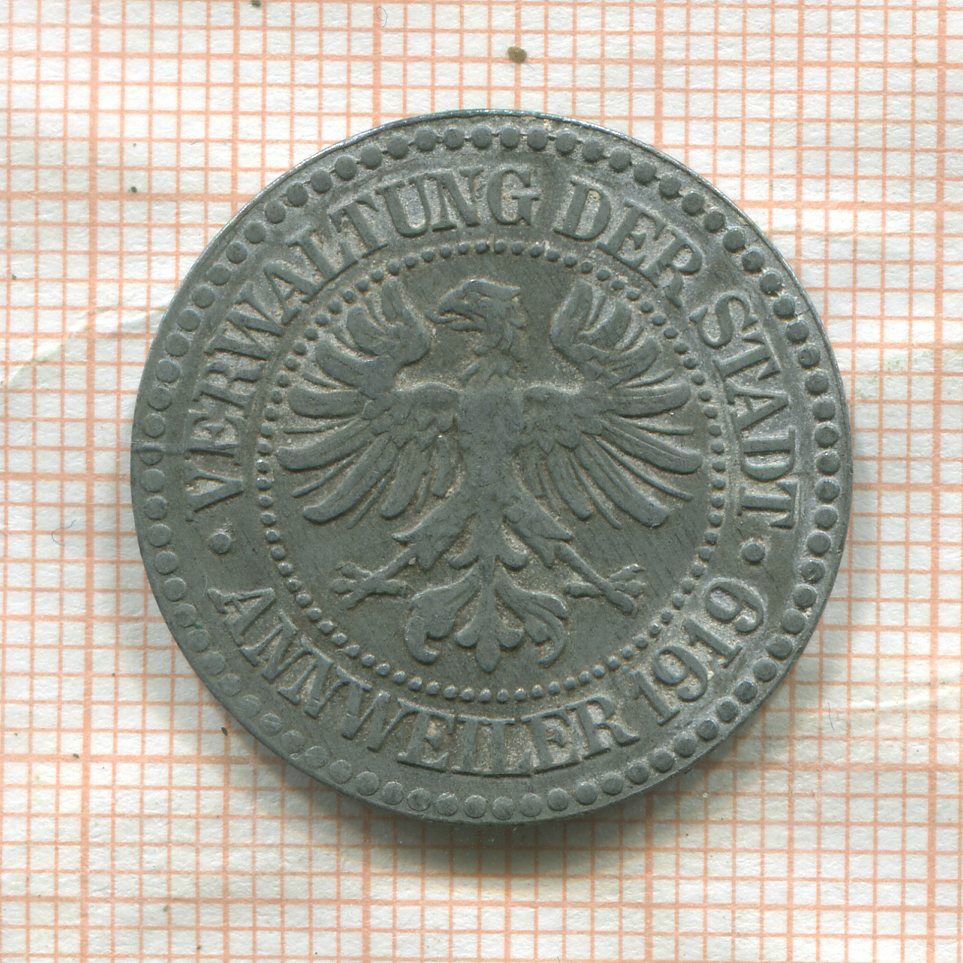 VERWALTUNG DER STADT
ANNWEILER 1919